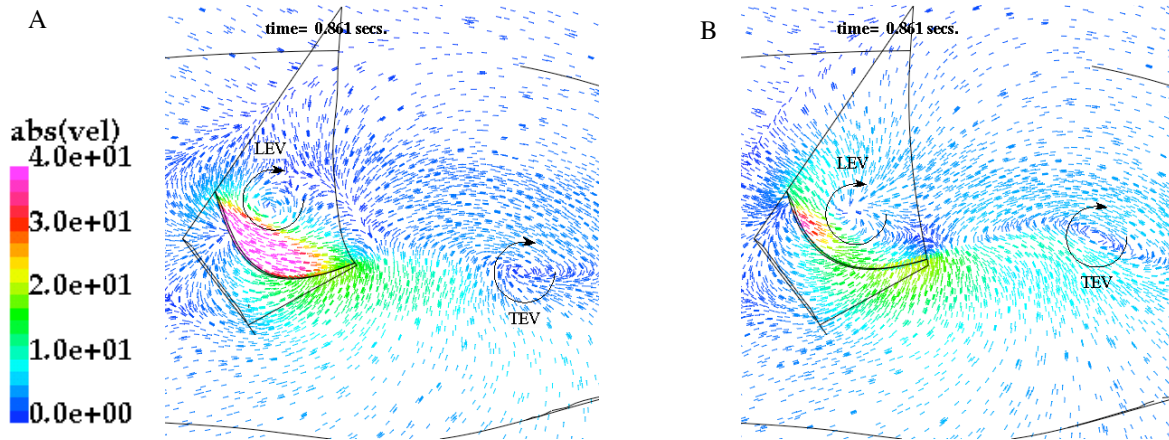 A
time= 0.861 secs.
abs(vel)
4.0e+01
3.0e+01
2.0e+01
1.0e+01
0.0e+00
LEV
TEV
B
time= 0.861 secs.
LEV
TEV